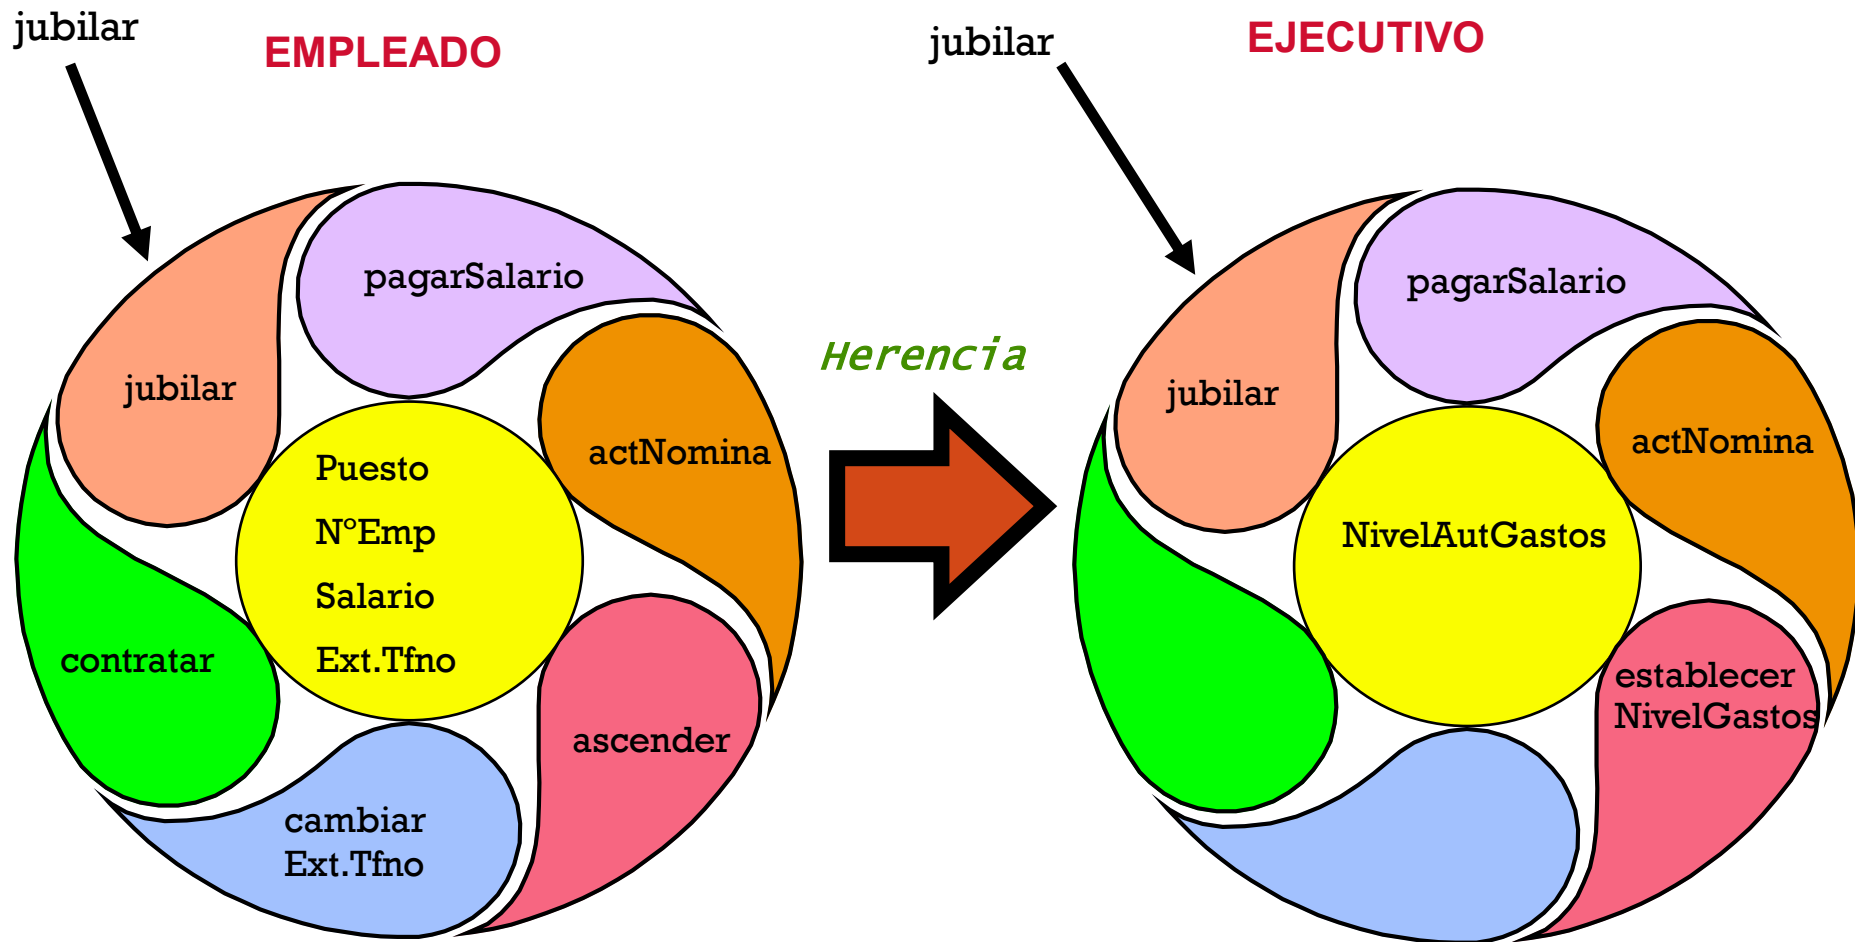 jubilar
EMPLEADO
pagarSalario
jubilar
actNomina
Puesto
NºEmp
Salario
Ext.Tfno
contratar
ascender
cambiar
Ext.Tfno
Herencia
jubilar
EJECUTIVO
pagarSalario
jubilar
actNomina
NivelAutGastos
establecer
NivelGastos